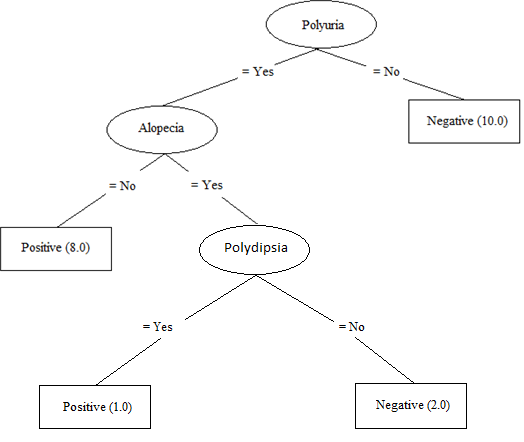 Polyuria
= Yes
= No
Alopecia
Negative (10.0)
= No
= Yes
Positive (8.0)
Polydipsia
= Yes
= No
Positive (1.0)
Negative (2.0)